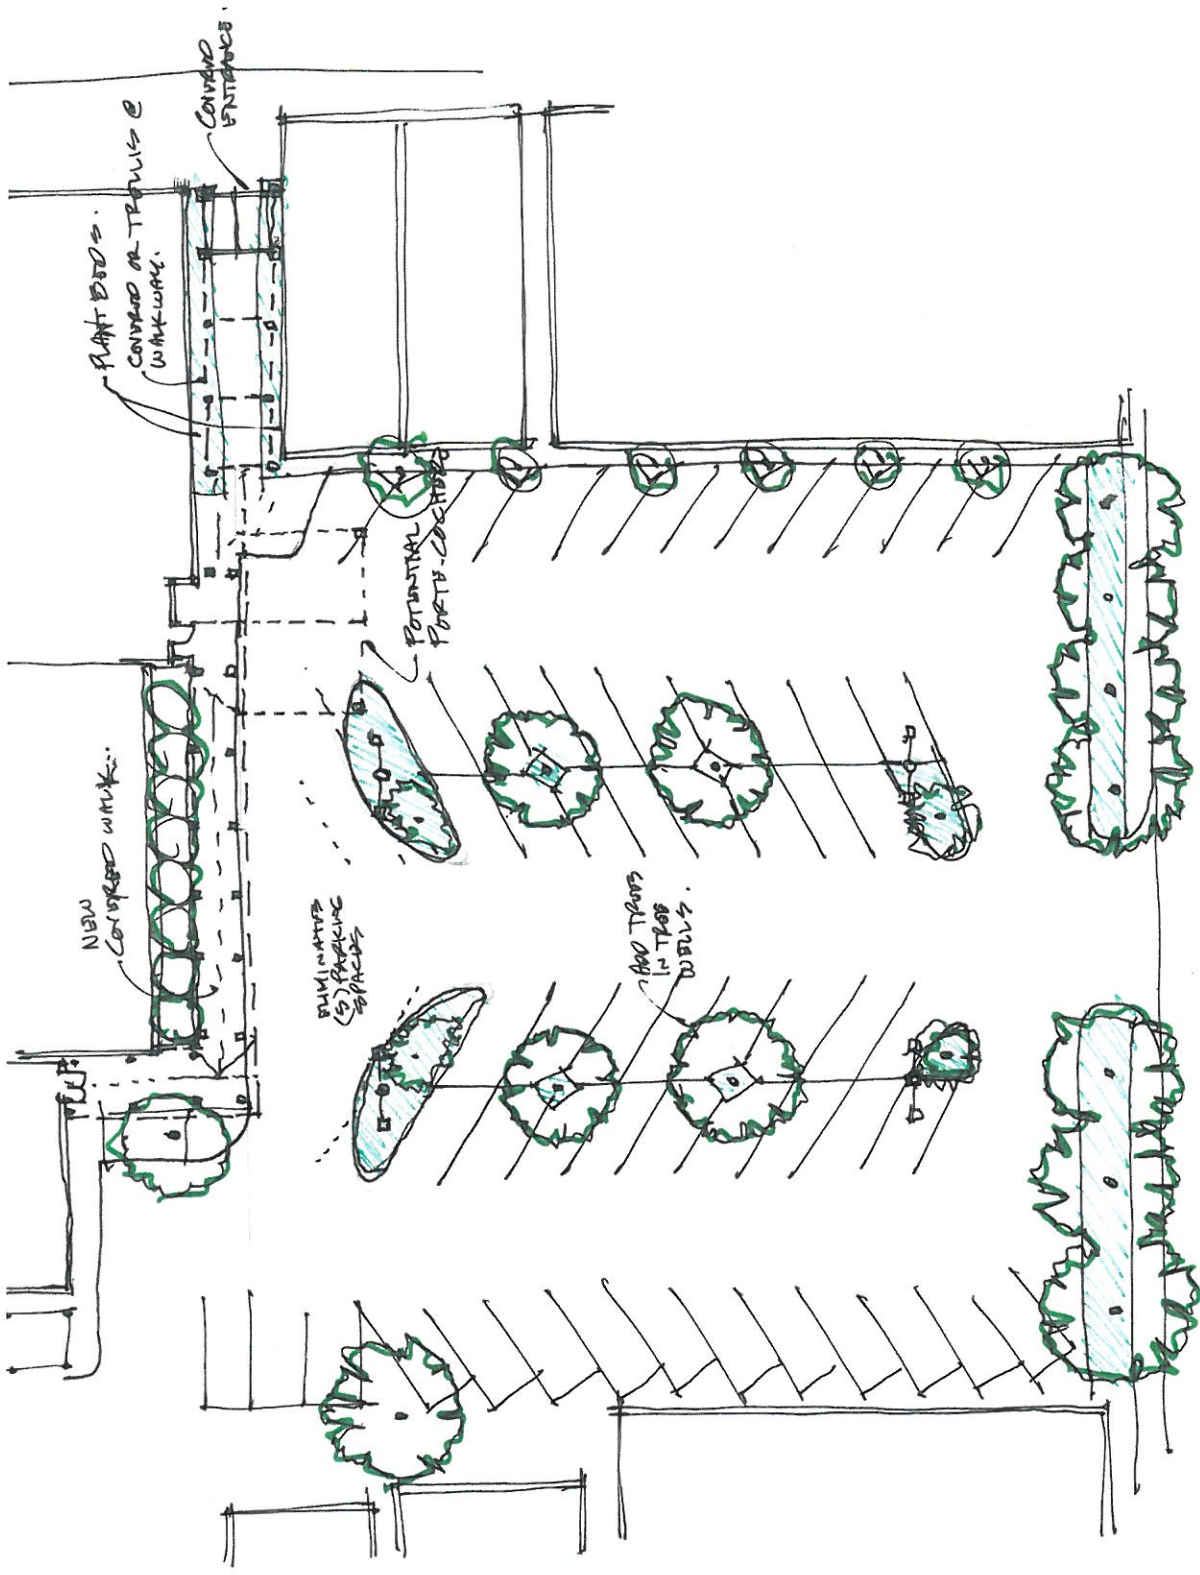 COVERED
ENTRANCE.
PLANT BEDS.
COVERED OR TRELLIS @
WALKWAY.
POTENTIAL
PORTE-COCHERE
NEW
COVERED WALK.
ELIMINATE
(5) PARKING
SPACES
ADD TREES
IN TREE
WELLS.